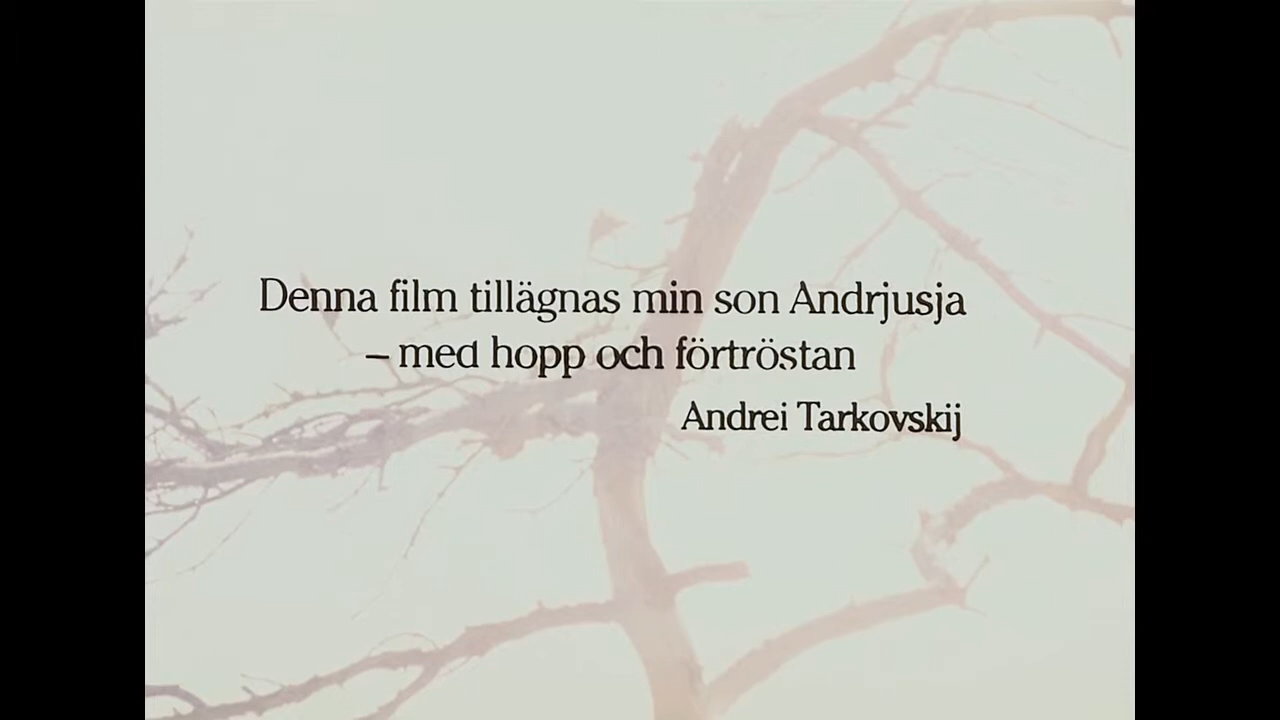 Denna film tillägnas min son Andrjusja
– med hopp och förtröstan
Andrei Tarkovskij